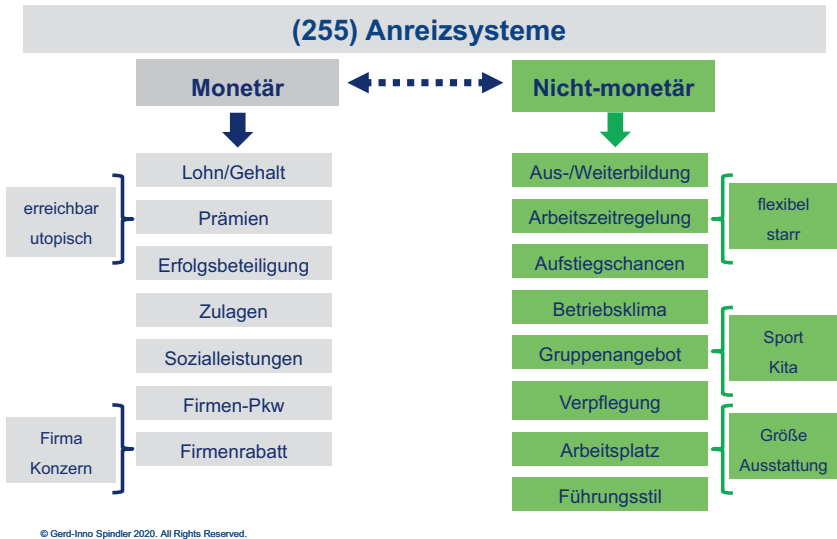 (255) Anreizsysteme
Monetär
Nicht-monetär
Lohn/Gehalt
Prämien
Erfolgsbeteiligung
Zulagen
Sozialleistungen
Firmen-Pkw
Firmenrabatt
erreichbar
utopisch
Firma
Konzern
Aus-/Weiterbildung
Arbeitszeitregelung
Aufstiegschancen
Betriebsklima
Gruppenangebot
Verpflegung
Arbeitsplatz
Führungsstil
flexibel
starr
Sport
Kita
Größe
Ausstattung
© Gerd-Inno Spindler 2020. All Rights Reserved.